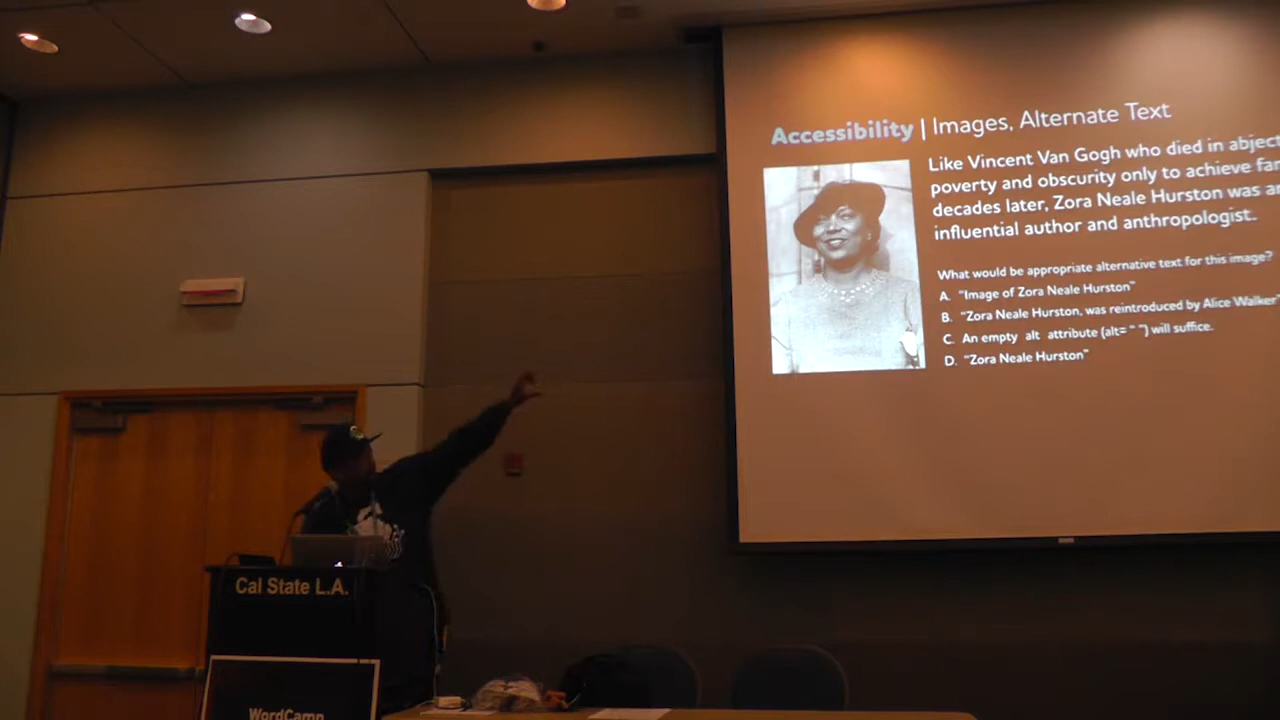 Accessibility | Images, Alternate Text
Like Vincent Van Gogh who died in abject
poverty and obscurity only to achieve
decades later, Zora Neale Hurston was
influential author and anthropologist.
What would be appropriate alternative text for this image?
A. "Image of Zora Neale Hurston"
B. "Zora Neale Hurston, was reintroduced by Alice Walker"
C. An empty alt attribute (alt= " ") will suffice.
D. "Zora Neale Hurston"
Cal State L.A.
WordCamp